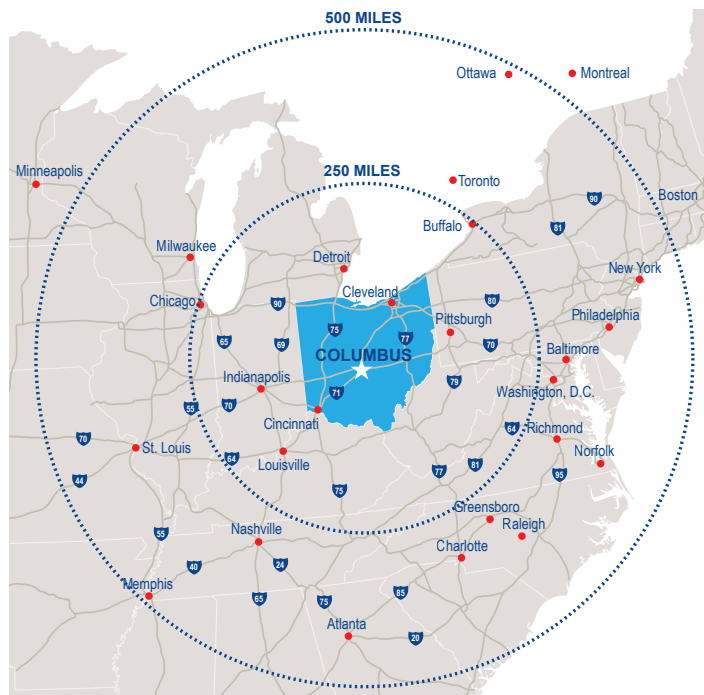 500 MILES
Ottawa
Montreal
Minneapolis
250 MILES
Toronto
90
Boston
Buffalo
81
Milwaukee
Detroit
New York
Chicago
90
Cleveland
80
Philadelphia
75
Pittsburgh
65
69
77
70
Baltimore
COLUMBUS
Indianapolis
79
Washington, D.C.
71
55
70
Cincinnati
64
Richmond
70
St. Louis
64
Louisville
77
81
Norfolk
44
75
95
Greensboro
55
Nashville
Raleigh
Charlotte
40
24
Memphis
65
75
85
Atlanta
20